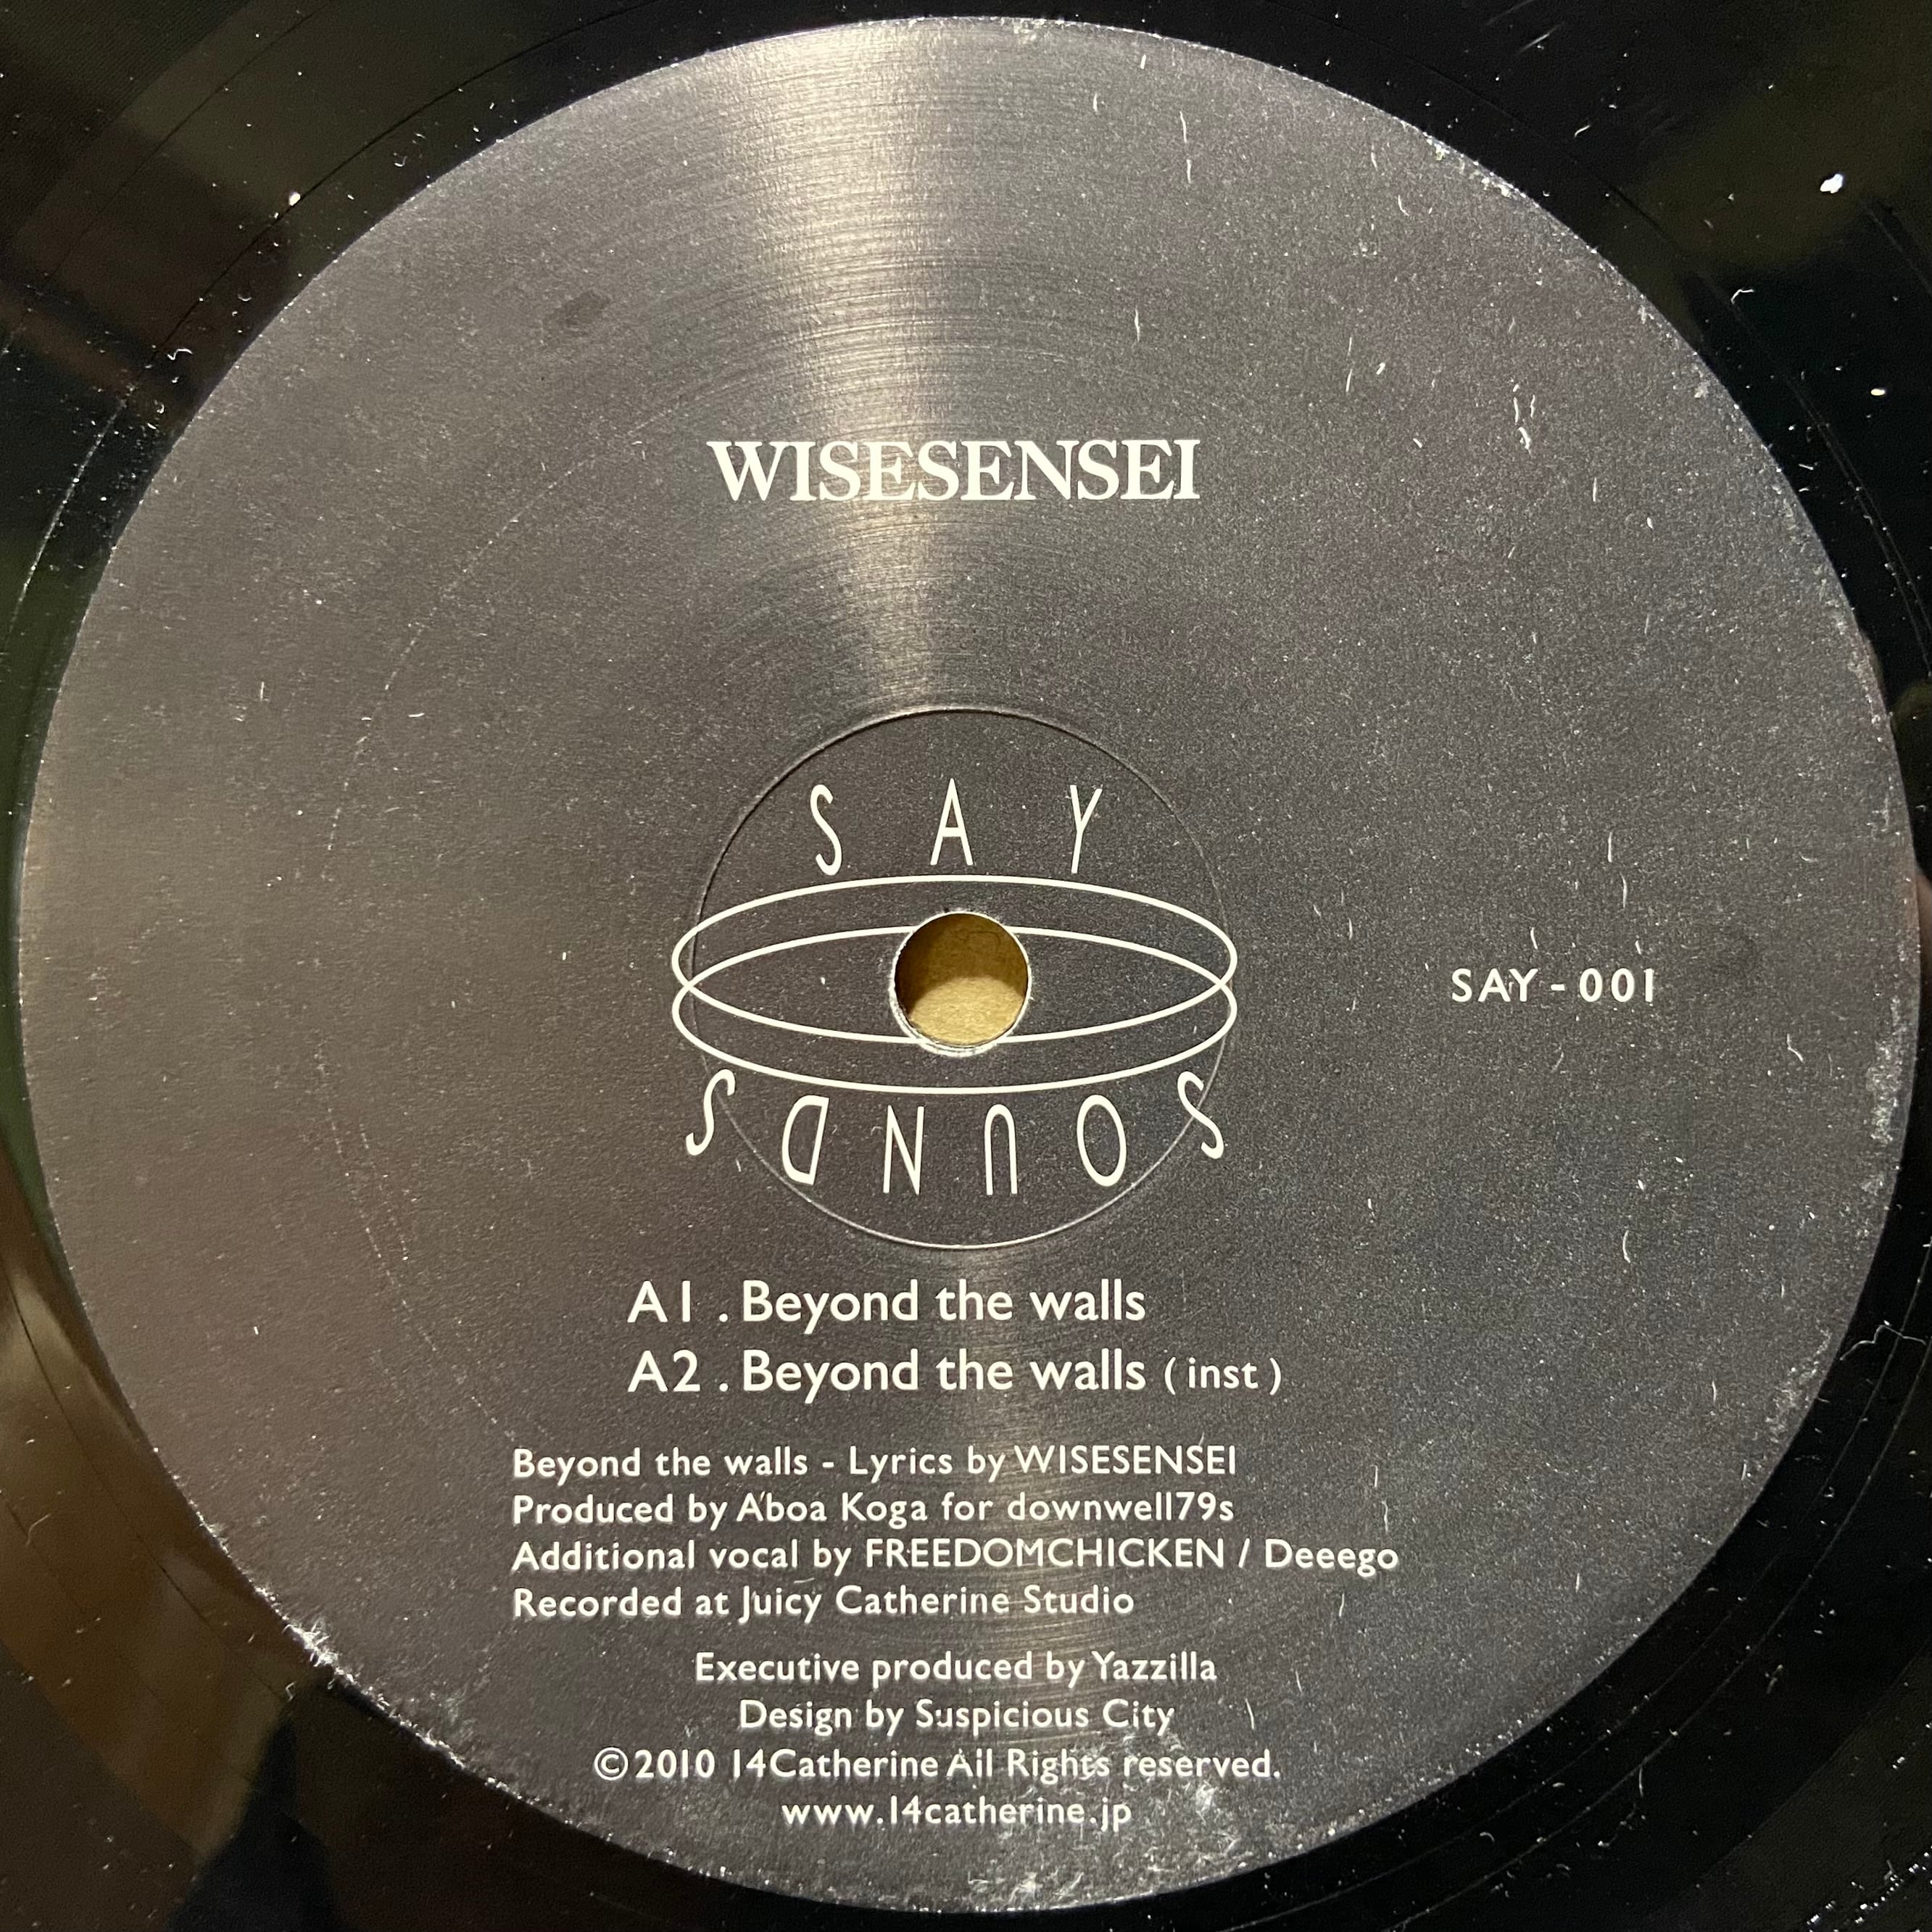 WISESENSEI
SAY
SAY - 001
SOUNDS
A1 . Beyond the walls
A2 . Beyond the walls ( inst )
Beyond the walls - Lyrics by WISESENSEI
Produced by Aboa Koga for downwell79s
Additional vocal by FREEDOMCHICKEN / Deeego
Recorded at Juicy Catherine Studio
Executive produced by Yazzilla
Design by Suspicious City
©2010 14Catherine All Rights reserved.
www.14catherine.jp